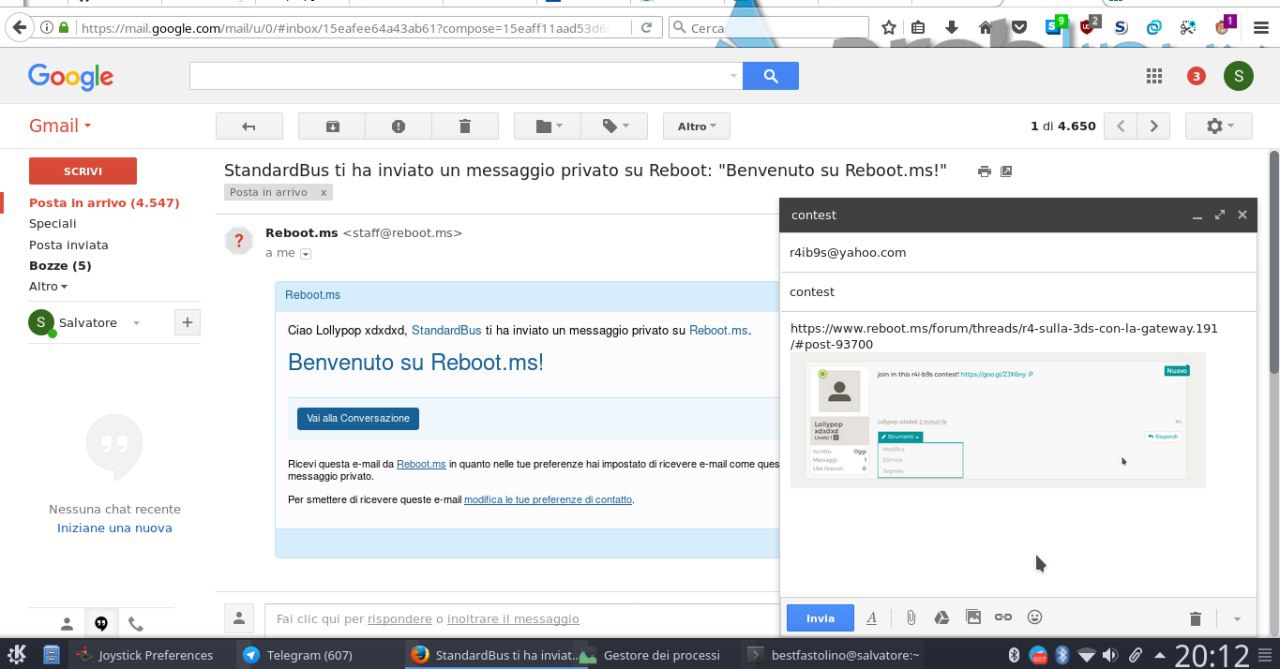 https://mail.google.com/mail/u/0/#inbox/15eafee64a43ab61?compose=15eaff11aad53d6
Cerca
9
2
1
Google
3
S
Gmail
Altro
1 di 4.650
SCRIVI
StandardBus ti ha inviato un messaggio privato su Reboot: "Benvenuto su Reboot.ms!"
Posta in arrivo x
Posta in arrivo (4.547)
Speciali
Posta inviata
Bozze (5)
Altro
S Salvatore
+
Nessuna chat recente
Iniziane una nuova
Reboot.ms <staff@reboot.ms>
a me
Reboot.ms
Ciao Lollypop xdxdxd, StandardBus ti ha inviato un messaggio privato su Reboot.ms.
Benvenuto su Reboot.ms!
Vai alla Conversazione
Ricevi questa e-mail da Reboot.ms in quanto nelle tue preferenze hai impostato di ricevere e-mail come ques
messaggio privato.
Per smettere di ricevere queste e-mail modifica le tue preferenze di contatto.
Fai clic qui per rispondere o inoltrare il messaggio
contest
r4ib9s@yahoo.com
contest
https://www.reboot.ms/forum/threads/r4-sulla-3ds-con-la-gateway.191
/#post-93700
join in this r4i-b9s contest! https://goo.gl/ZJX6ny :P
Nuovo
Lollypop
xdxdxd
Livello 1
Iscritto Oggi
Messaggi 1
Like ricevuti 0
Lollypop xdxdxd, 2 minuti fa
#4
Strumenti
Rispondi
Modifica
Elimina
Segnala
Invia
Joystick Preferences
Telegram (607)
StandardBus ti ha inviat...
Gestore dei processi
bestfastolino@salvatore:~
607
20:12